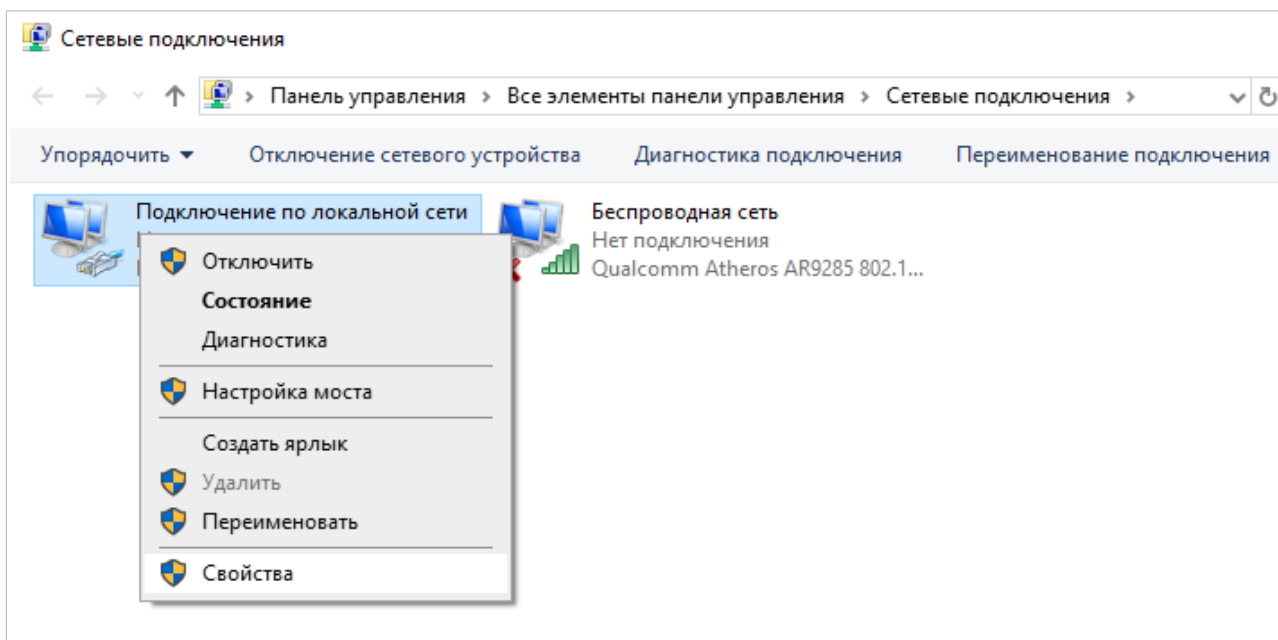 Сетевые подключения
Панель управления > Все элементы панели управления > Сетевые подключения >
Упорядочить Отключение сетевого устройства Диагностика подключения Переименование подключения
Подключение по локальной сети
Беспроводная сеть
Нет подключения
Qualcomm Atheros AR9285 802.1...
Отключить
Состояние
Диагностика
Настройка моста
Создать ярлык
Удалить
Переименовать
Свойства